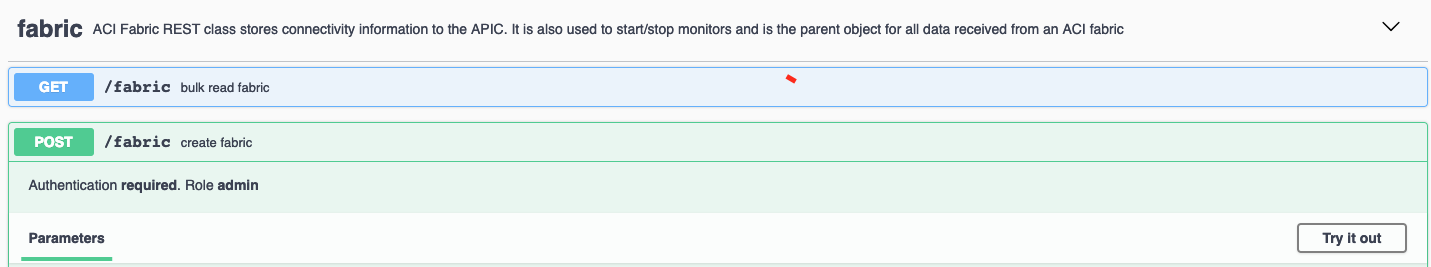 fabric ACI Fabric REST class stores connectivity information to the APIC. It is also used to start/stop monitors and is the parent object for all data received from an ACI fabric
GET /fabric bulk read fabric
POST /fabric create fabric
Authentication required. Role admin
Parameters Try it out